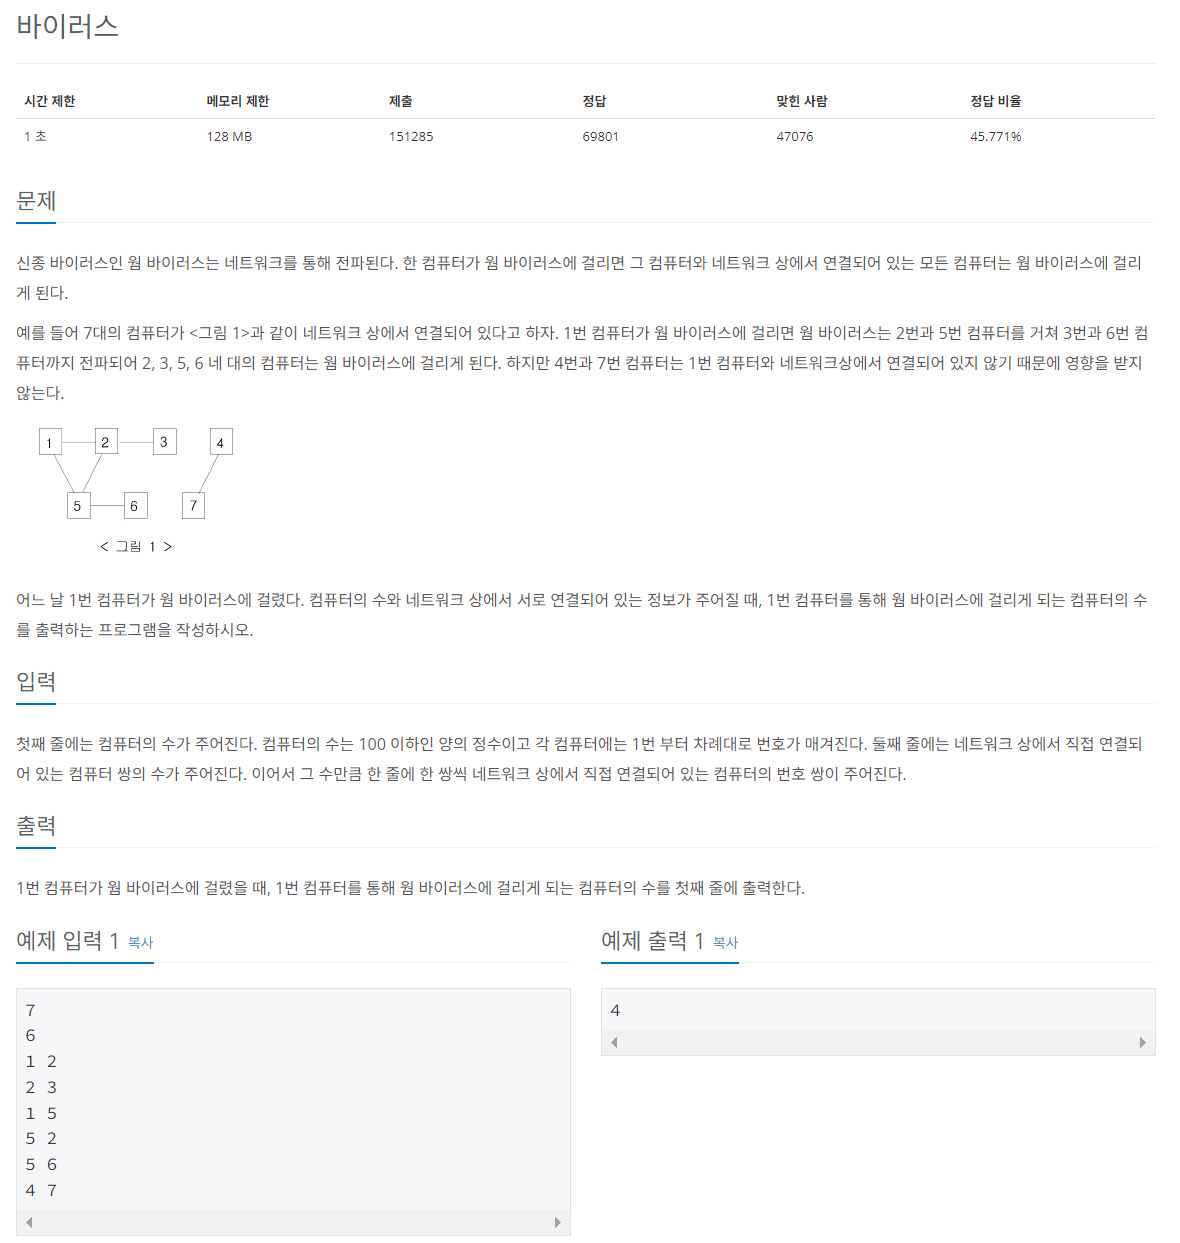 바이러스
시간 제한 메모리 제한 제출 정답 맞힌 사람 정답 비율
1 초 128 MB 151285 69801 47076 45.771%
문제
신종 바이러스인 웜 바이러스는 네트워크를 통해 전파된다. 한 컴퓨터가 웜 바이러스에 걸리면 그 컴퓨터와 네트워크 상에서 연결되어 있는 모든 컴퓨터는 웜 바이러스에 걸리
게 된다.
예를 들어 7대의 컴퓨터가 <그림 1>과 같이 네트워크 상에서 연결되어 있다고 하자. 1번 컴퓨터가 웜 바이러스에 걸리면 웜 바이러스는 2번과 5번 컴퓨터를 거쳐 3번과 6번 컴
퓨터까지 전파되어 2, 3, 5, 6 네 대의 컴퓨터는 웜 바이러스에 걸리게 된다. 하지만 4번과 7번 컴퓨터는 1번 컴퓨터와 네트워크상에서 연결되어 있지 않기 때문에 영향을 받지
않는다.
1 2 3 4
5 6 7
< 그림 1 >
어느 날 1번 컴퓨터가 웜 바이러스에 걸렸다. 컴퓨터의 수와 네트워크 상에서 서로 연결되어 있는 정보가 주어질 때, 1번 컴퓨터를 통해 웜 바이러스에 걸리게 되는 컴퓨터의 수
를 출력하는 프로그램을 작성하시오.
입력
첫째 줄에는 컴퓨터의 수가 주어진다. 컴퓨터의 수는 100 이하인 양의 정수이고 각 컴퓨터에는 1번 부터 차례대로 번호가 매겨진다. 둘째 줄에는 네트워크 상에서 직접 연결되
어 있는 컴퓨터 쌍의 수가 주어진다. 이어서 그 수만큼 한 줄에 한 쌍씩 네트워크 상에서 직접 연결되어 있는 컴퓨터의 번호 쌍이 주어진다.
출력
1번 컴퓨터가 웜 바이러스에 걸렸을 때, 1번 컴퓨터를 통해 웜 바이러스에 걸리게 되는 컴퓨터의 수를 첫째 줄에 출력한다.
예제 입력 1 복사
7
6
1 2
2 3
1 5
5 2
5 6
4 7
예제 출력 1 복사
4